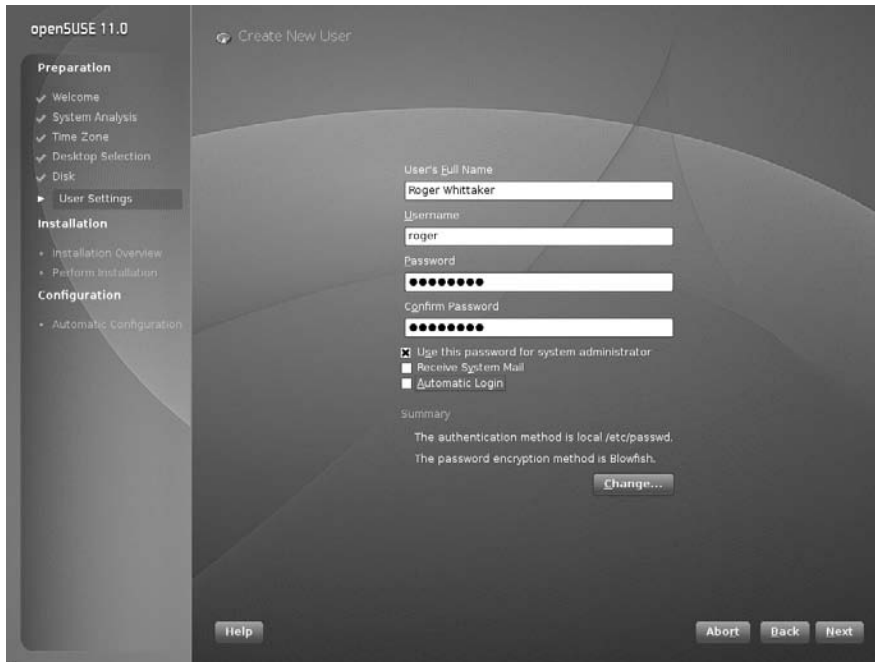 openSUSE 11.0
Preparation
Welcome
System Analysis
Time Zone
Desktop Selection
Disk
User Settings
Installation
Installation Overview
Perform Installation
Configuration
Automatic Configuration
Create New User
User's Full Name
Roger Whittaker
Username
roger
Password
●●●●●●●●
Confirm Password
●●●●●●●●
Use this password for system administrator
Receive System Mail
Automatic Login
Summary
The authentication method is local /etc/passwd.
The password encryption method is Blowfish.
Change...
Help
Abort
Back
Next